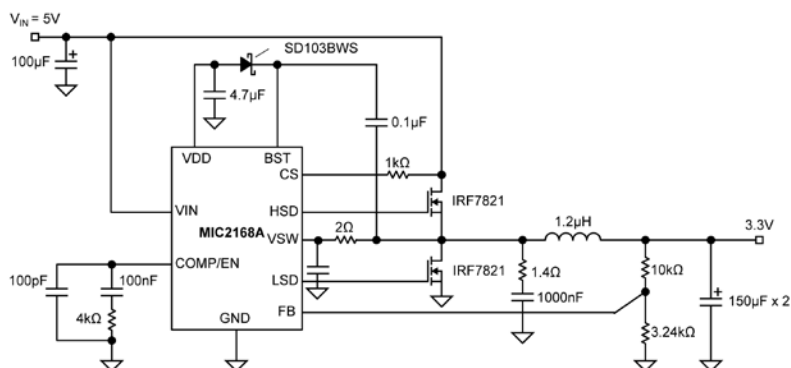 VIN = 5V
100µF
SD103BWS
4.7µF
0.1µF
VDD
BST
CS
1kΩ
HSD
IRF7821
VIN
MIC2168A
VSW
2Ω
1.2µH
3.3V
COMP/EN
LSD
IRF7821
1.4Ω
10kΩ
100pF
100nF
1000nF
150µF x 2
4kΩ
GND
FB
3.24kΩ